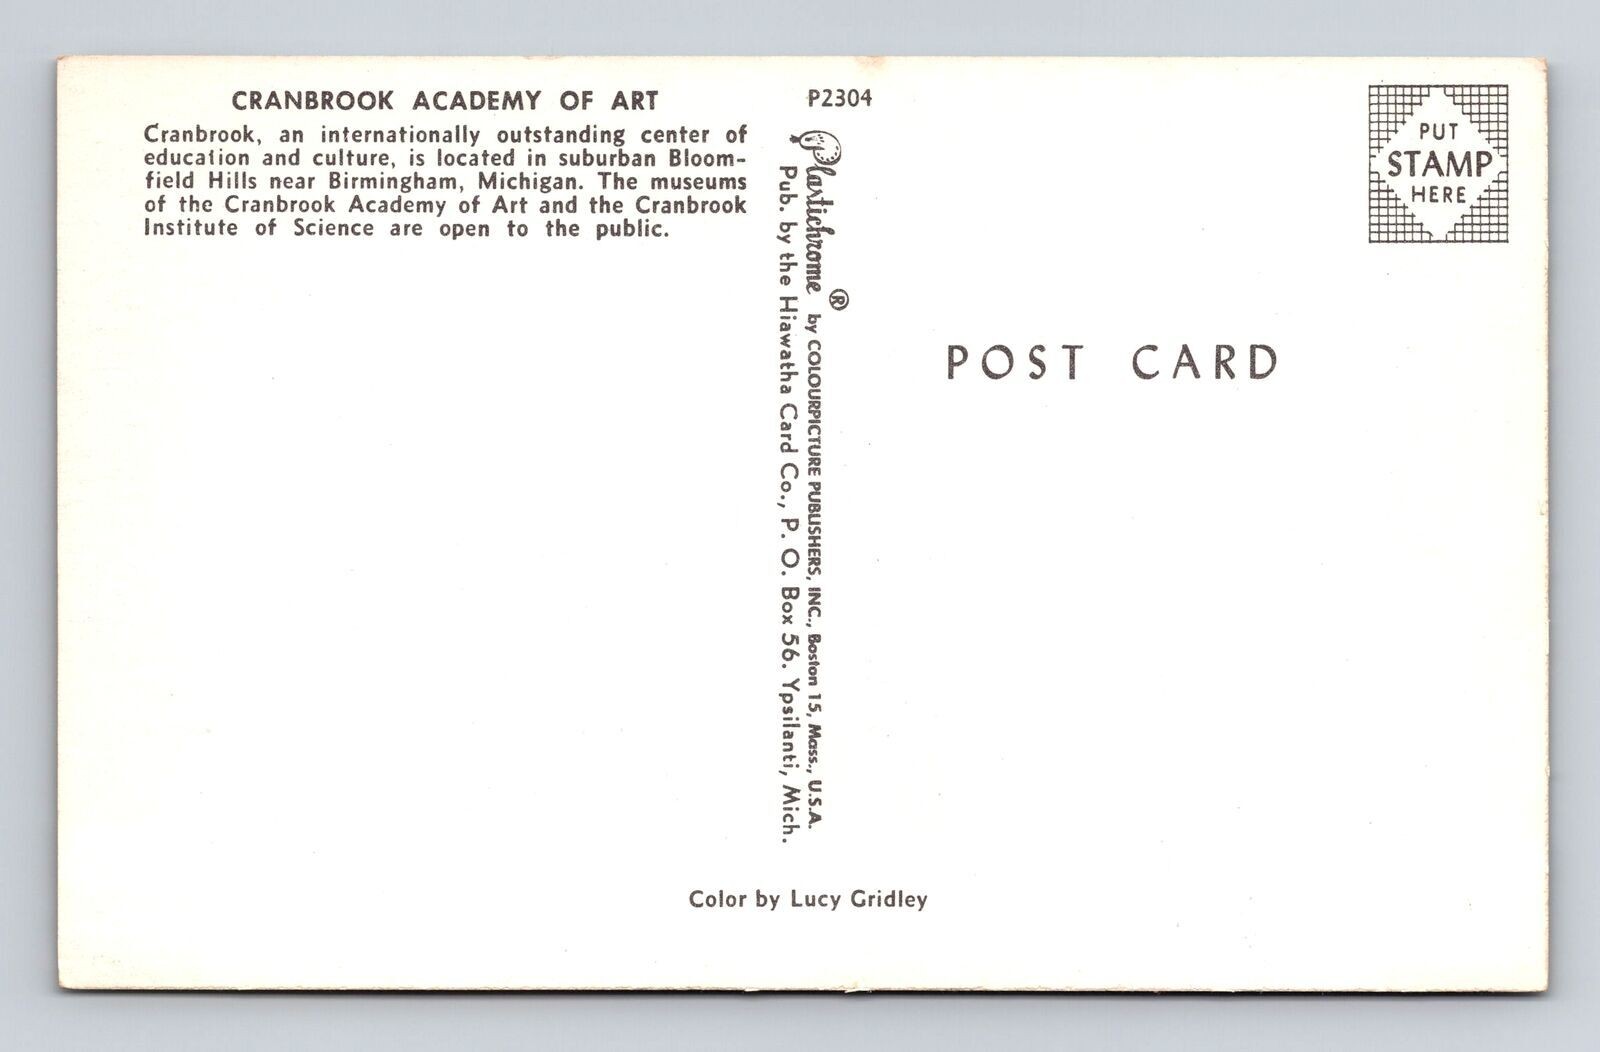 CRANBROOK ACADEMY OF ART
Cranbrook, an internationally outstanding center of
education and culture, is located in suburban Bloom-
field Hills near Birmingham, Michigan. The museums
of the Cranbrook Academy of Art and the Cranbrook
Institute of Science are open to the public.
P2304
Plastichrome ® by COLOURPICTURE PUBLISHERS, INC., Boston 15, Mass., U.S.A.
Pub. by the Hiawatha Card Co., P. O. Box 56. Ypsilanti, Mich.
PUT
STAMP
HERE
POST CARD
Color by Lucy Gridley